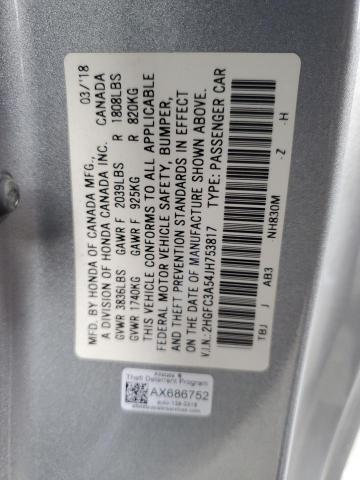 MFD. BY HONDA OF CANADA MFG., 03/'18
A DIVISION OF HONDA CANADA INC. CANADA
GVWR 3836LBS GAWR F 2039LBS R 1808LBS
GVWR 1740KG GAWR F 925KG R 820KG
THIS VEHICLE CONFORMS TO ALL APPLICABLE
FEDERAL MOTOR VEHICLE SAFETY, BUMPER,
AND THEFT PREVENTION STANDARDS IN EFFECT
ON THE DATE OF MANUFACTURE SHOWN ABOVE.
V.I.N.:2HGFC3A54JH753817 TYPE: PASSENGER CAR
TBJ J AB3 -NH830M -Z -H
Allstate ®
Theft Deterrent Program
AX686752